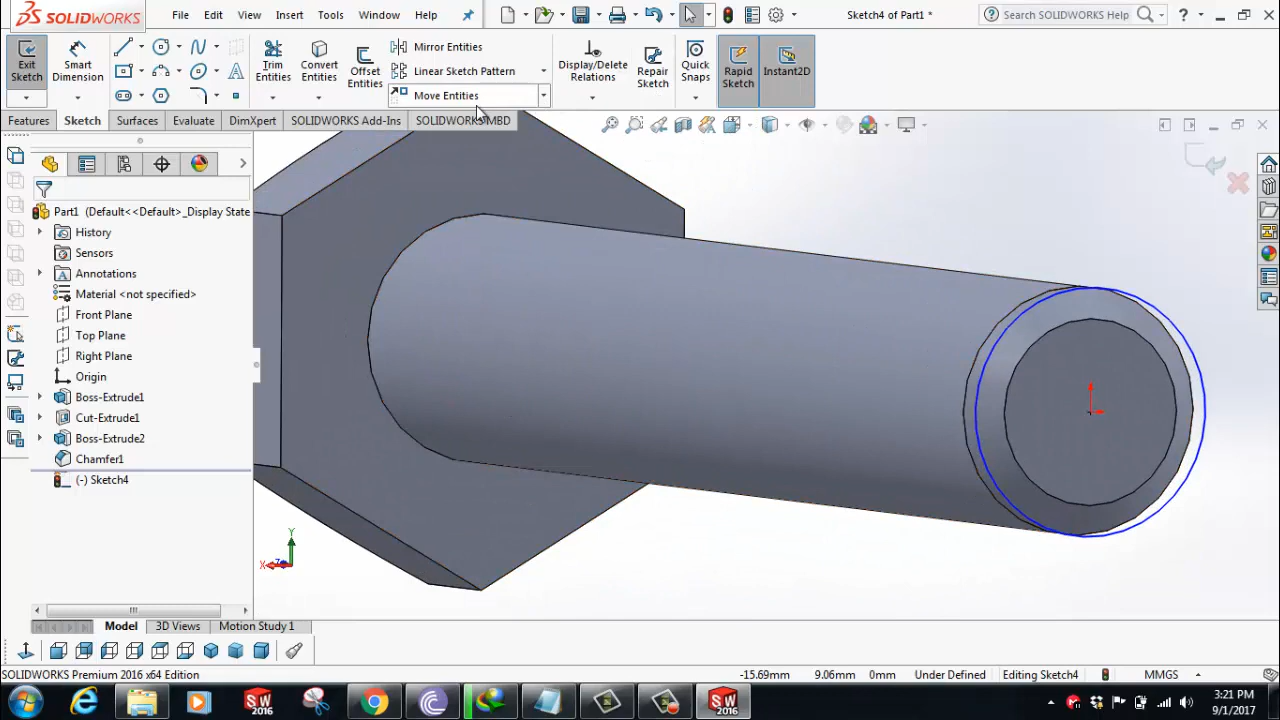 SOLIDWORKS
File Edit View Insert Tools Window Help
Sketch4 of Part1 *
Search SOLIDWORKS Help
Exit Sketch
Smart Dimension
Trim Entities
Convert Entities
Offset Entities
Mirror Entities
Linear Sketch Pattern
Move Entities
Display/Delete Relations
Repair Sketch
Quick Snaps
Rapid Sketch
Instant2D
Features Sketch Surfaces Evaluate DimXpert SOLIDWORKS Add-Ins SOLIDWORKS MBD
Part1 (Default<<Default>_Display State
History
Sensors
Annotations
Material <not specified>
Front Plane
Top Plane
Right Plane
Origin
Boss-Extrude1
Cut-Extrude1
Boss-Extrude2
Chamfer1
(-) Sketch4
Y
X
Z
Model 3D Views Motion Study 1
SOLIDWORKS Premium 2016 x64 Edition
-15.69mm 9.06mm 0mm Under Defined Editing Sketch4 MMGS
SW 2016
SW 2016
3:21 PM
9/1/2017